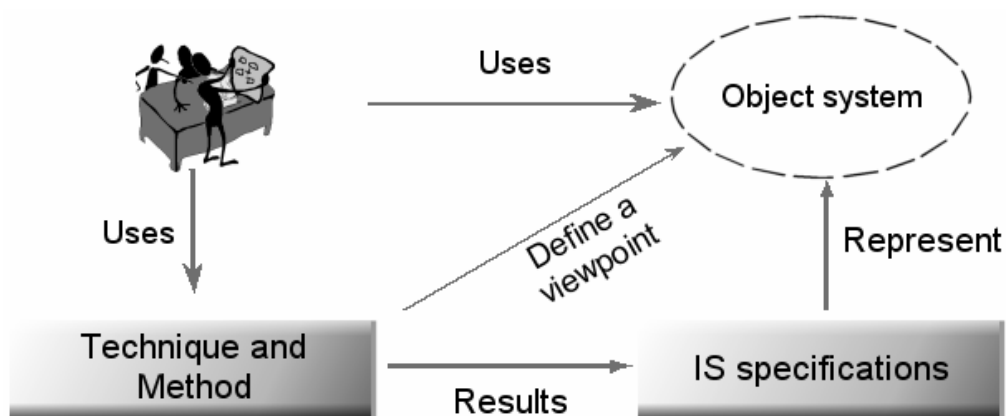 Uses
Object system
Uses
Define a
viewpoint
Represent
Technique and
Method
Results
IS specifications